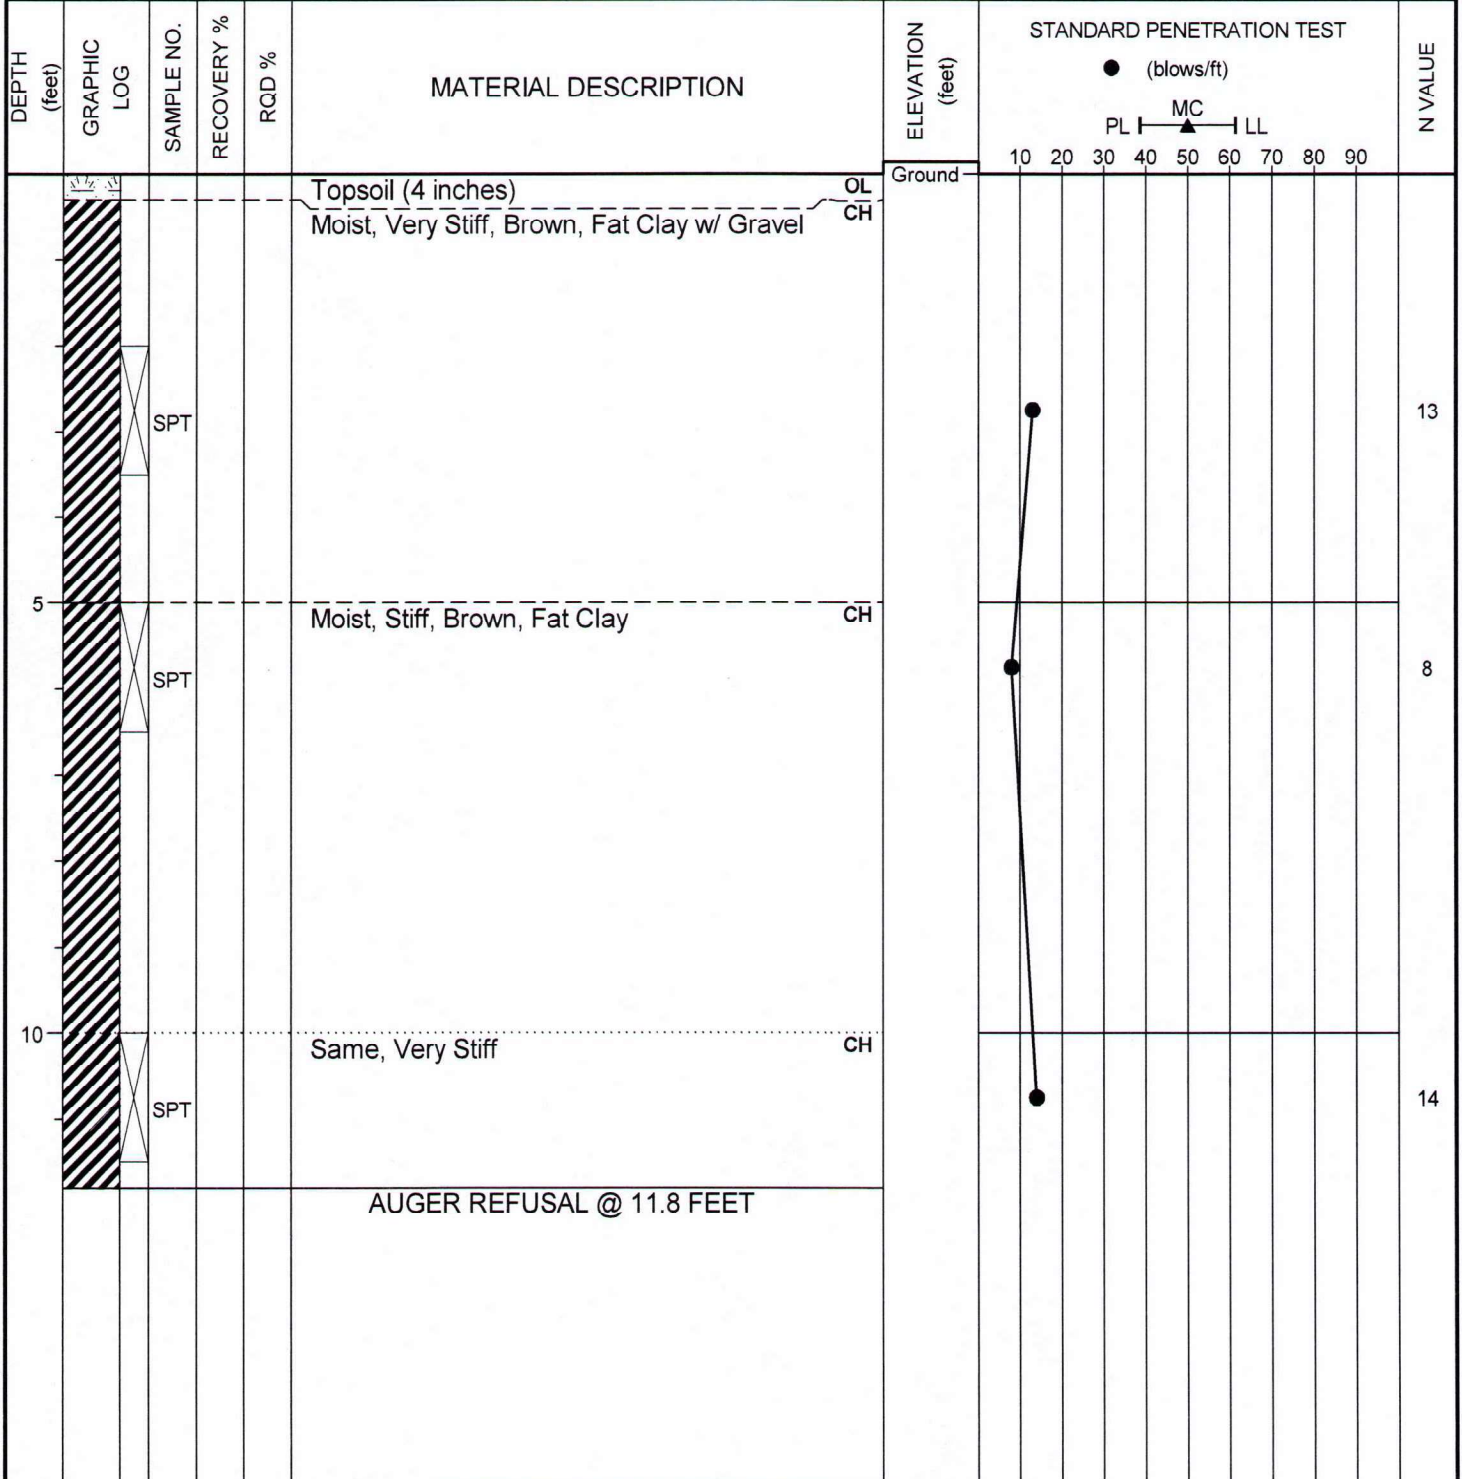 DEPTH
(feet)
GRAPHIC
LOG
SAMPLE NO.
RECOVERY %
RQD %
MATERIAL DESCRIPTION
ELEVATION
(feet)
STANDARD PENETRATION TEST
(blows/ft)
MC
PL LL
10 20 30 40 50 60 70 80 90
N VALUE
Ground
Topsoil (4 inches) OL
Moist, Very Stiff, Brown, Fat Clay w/ Gravel CH
SPT 13
5 Moist, Stiff, Brown, Fat Clay CH
SPT 8
10 Same, Very Stiff CH
SPT 14
AUGER REFUSAL @ 11.8 FEET